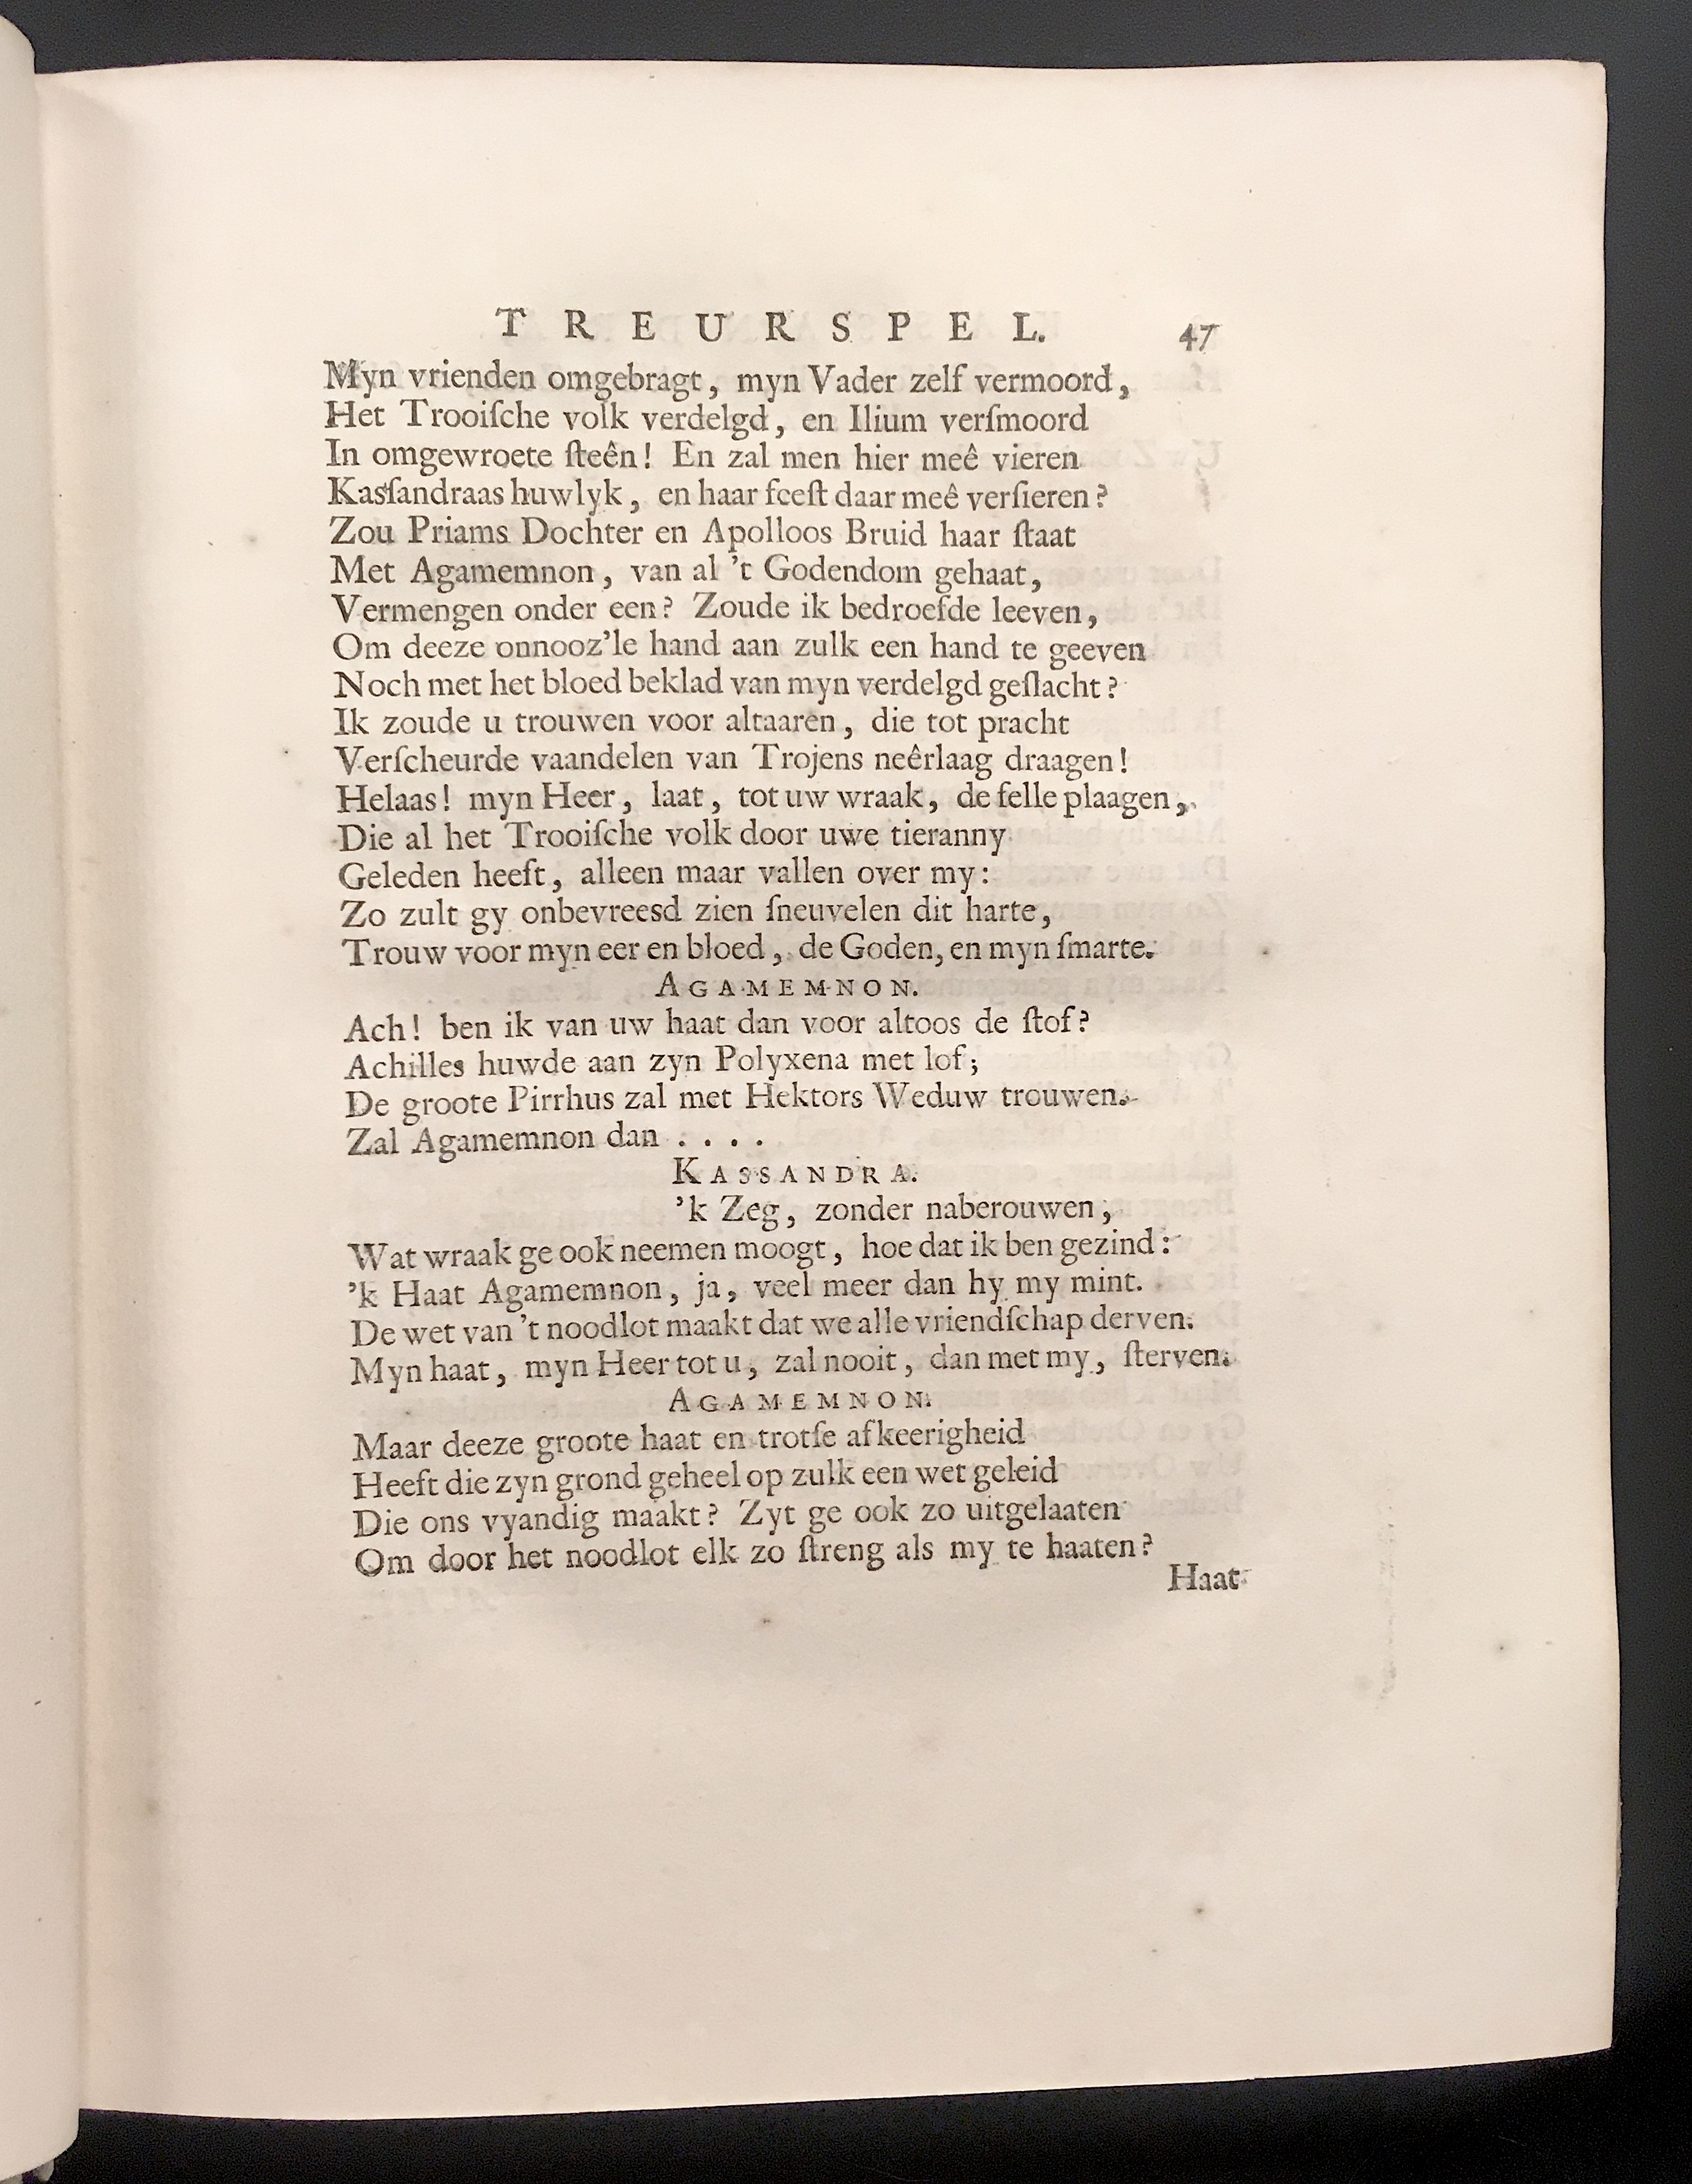 TREURSPEL. 47
Myn vrienden omgebragt, myn Vader zelf vermoord,
Het Trooiſche volk verdelgd, en Ilium verſmoord
In omgewroete ſteên! En zal men hier meê vieren
Kasſandraas huwlyk, en haar feeſt daar meê verſieren?
Zou Priams Dochter en Apolloos Bruid haar ſtaat
Met Agamemnon, van al 't Godendom gehaat,
Vermengen onder een? Zoude ik bedroefde leeven,
Om deeze onnooz'le hand aan zulk een hand te geeven
Noch met het bloed beklad van myn verdelgd geſlacht?
Ik zoude u trouwen voor altaaren, die tot pracht
Verſcheurde vaandelen van Trojens neêrlaag draagen!
Helaas! myn Heer, laat, tot uw wraak, de felle plaagen,
Die al het Trooiſche volk door uwe tieranny
Geleden heeft, alleen maar vallen over my:
Zo zult gy onbevreesd zien ſneuvelen dit harte,
Trouw voor myn eer en bloed, de Goden, en myn ſmarte.
AGAMEMNON.
Ach! ben ik van uw haat dan voor altoos de ſtof?
Achilles huwde aan zyn Polyxena met lof;
De groote Pirrhus zal met Hektors Weduw trouwen.
Zal Agamemnon dan . . . .
KASSANDRA.
'k Zeg, zonder naberouwen,
Wat wraak ge ook neemen moogt, hoe dat ik ben gezind:
'k Haat Agamemnon, ja, veel meer dan hy my mint.
De wet van 't noodlot maakt dat we alle vriendſchap derven.
Myn haat, myn Heer tot u, zal nooit, dan met my, ſterven.
AGAMEMNON.
Maar deeze groote haat en trotſe afkeerigheid
Heeft die zyn grond geheel op zulk een wet geleid
Die ons vyandig maakt? Zyt ge ook zo uitgelaaten
Om door het noodlot elk zo ſtreng als my te haaten?
Haat